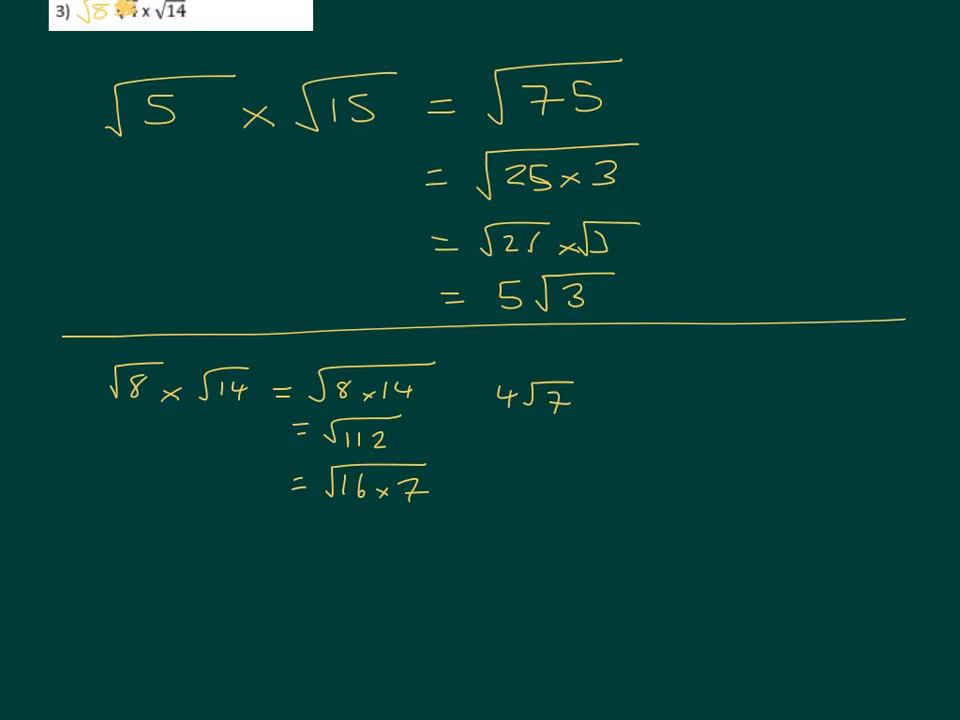 3) √8 x √14
√5 × √15 = √75
= √25 × 3
= √25 × √3
= 5√3
√8 × √14 = √8 × 14 4√7
= √112
= √16 × 7